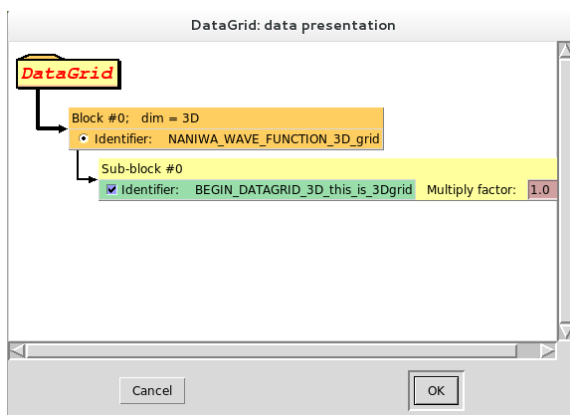 DataGrid: data presentation
DataGrid
Block #0; dim = 3D
Identifier: NANIWA_WAVE_FUNCTION_3D_grid
Sub-block #0
Identifier: BEGIN_DATAGRID_3D_this_is_3Dgrid Multiply factor: 1.0
Cancel OK